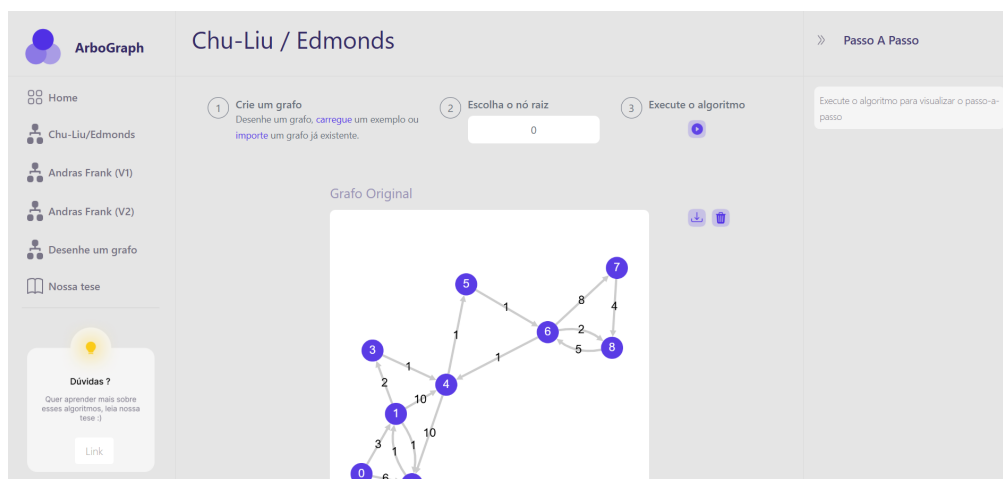 ArboGraph
Home
Chu-Liu/Edmonds
Andras Frank (V1)
Andras Frank (V2)
Desenhe um grafo
Nossa tese
Dúvidas ?
Quer aprender mais sobre
esses algoritmos, leia nossa
tese :)
Link
Chu-Liu / Edmonds
1
Crie um grafo
Desenhe um grafo, carregue um exemplo ou
importe um grafo já existente.
2
Escolha o nó raiz
0
3
Execute o algoritmo
Grafo Original
7
5
8
1
4
6
2
8
5
1
3
1
1
4
2
10
1
10
3
1
1
0
6
Passo A Passo
Execute o algoritmo para visualizar o passo-a-
passo